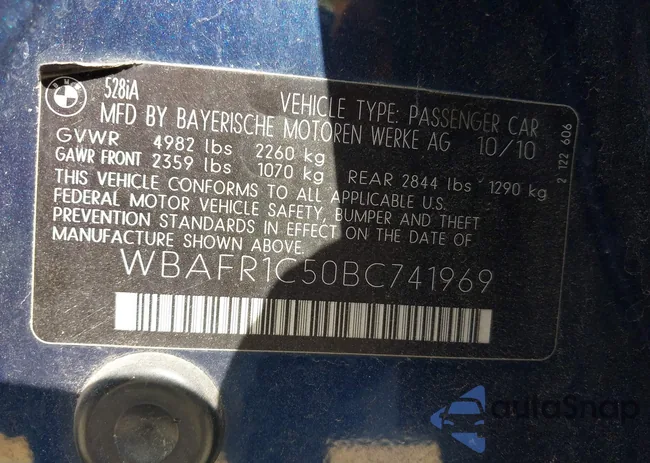 BMW
528iA
VEHICLE TYPE: PASSENGER CAR
MFD BY BAYERISCHE MOTOREN WERKE AG 10/10
GVWR 4982 lbs 2260 kg
GAWR FRONT 2359 lbs 1070 kg REAR 2844 lbs 1290 kg
THIS VEHICLE CONFORMS TO ALL APPLICABLE U.S.
FEDERAL MOTOR VEHICLE SAFETY, BUMPER AND THEFT
PREVENTION STANDARDS IN EFFECT ON THE DATE OF
MANUFACTURE SHOWN ABOVE.
WBAFR1C50BC741969
2 122 606
autoSnap